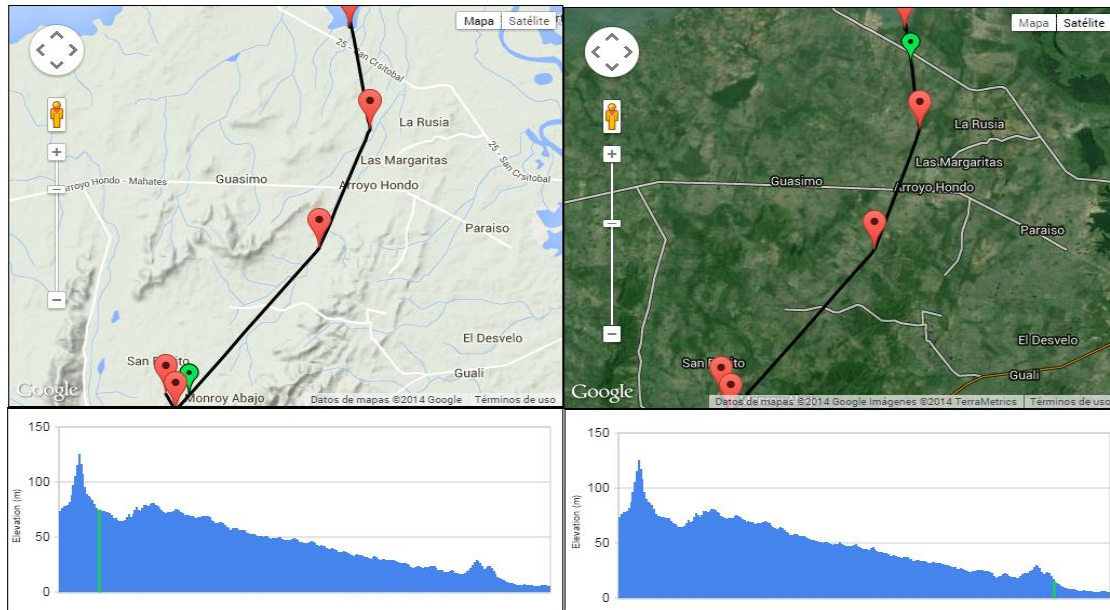 Mapa Satélite
25 - San Crsitobal
La Rusia
Las Margaritas
25 - San Crsitobal
Arroyo Hondo - Mahates
Guasimo
Arroyo Hondo
Paraiso
El Desvelo
San
Guali
Monroy Abajo
Google
Datos de mapas ©2014 Google Términos de uso
Mapa Satélite
La Rusia
Las Margaritas
Guasimo
Arroyo Hondo
Paraiso
El Desvelo
San
Guali
Google
Datos de mapas ©2014 Google Imágenes ©2014 TerraMetrics Términos de uso
150
100
50
0
Elevation (m)
150
100
50
0
Elevation (m)